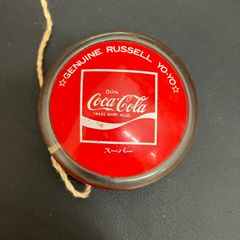 ☆GENUINE RUSSELL YO-YO☆
Drink
Coca-Cola
TRADE MARK REGD.
スーパー